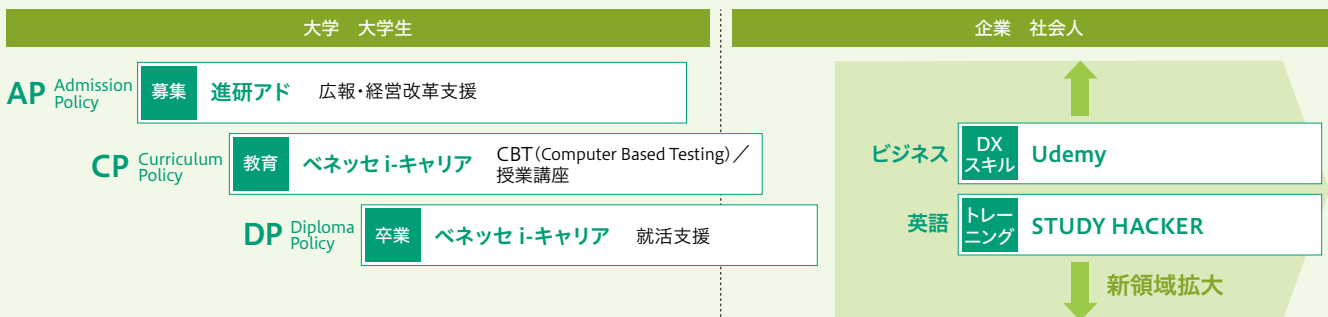 大学　大学生
企業　社会人
AP Admission Policy
募集 進研アド 広報・経営改革支援
CP Curriculum Policy
教育 ベネッセ i-キャリア CBT(Computer Based Testing)／
授業講座
DP Diploma Policy
卒業 ベネッセ i-キャリア 就活支援
ビジネス DXスキル Udemy
英語 トレーニング STUDY HACKER
新領域拡大